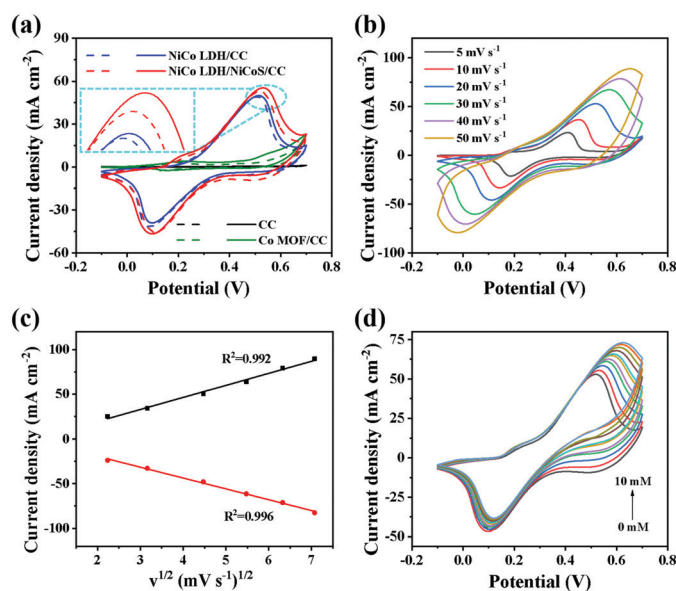 (a)
NiCo LDH/CC
NiCo LDH/NiCoS/CC
CC
Co MOF/CC
90
60
30
0
-30
-60
-0.2
0.0
0.2
0.4
0.6
0.8
Current density (mA cm-2)
Potential (V)
(b)
5 mV s-1
10 mV s-1
20 mV s-1
30 mV s-1
40 mV s-1
50 mV s-1
100
50
0
-50
-100
-0.2
0.0
0.2
0.4
0.6
0.8
Current density (mA cm-2)
Potential (V)
(c)
R2=0.992
R2=0.996
100
50
0
-50
-100
2
3
4
5
6
7
Current density (mA cm-2)
v1/2 (mV s-1)1/2
(d)
10 mM
0 mM
75
50
25
0
-25
-50
0.0
0.2
0.4
0.6
0.8
Current density (mA cm-2)
Potential (V)